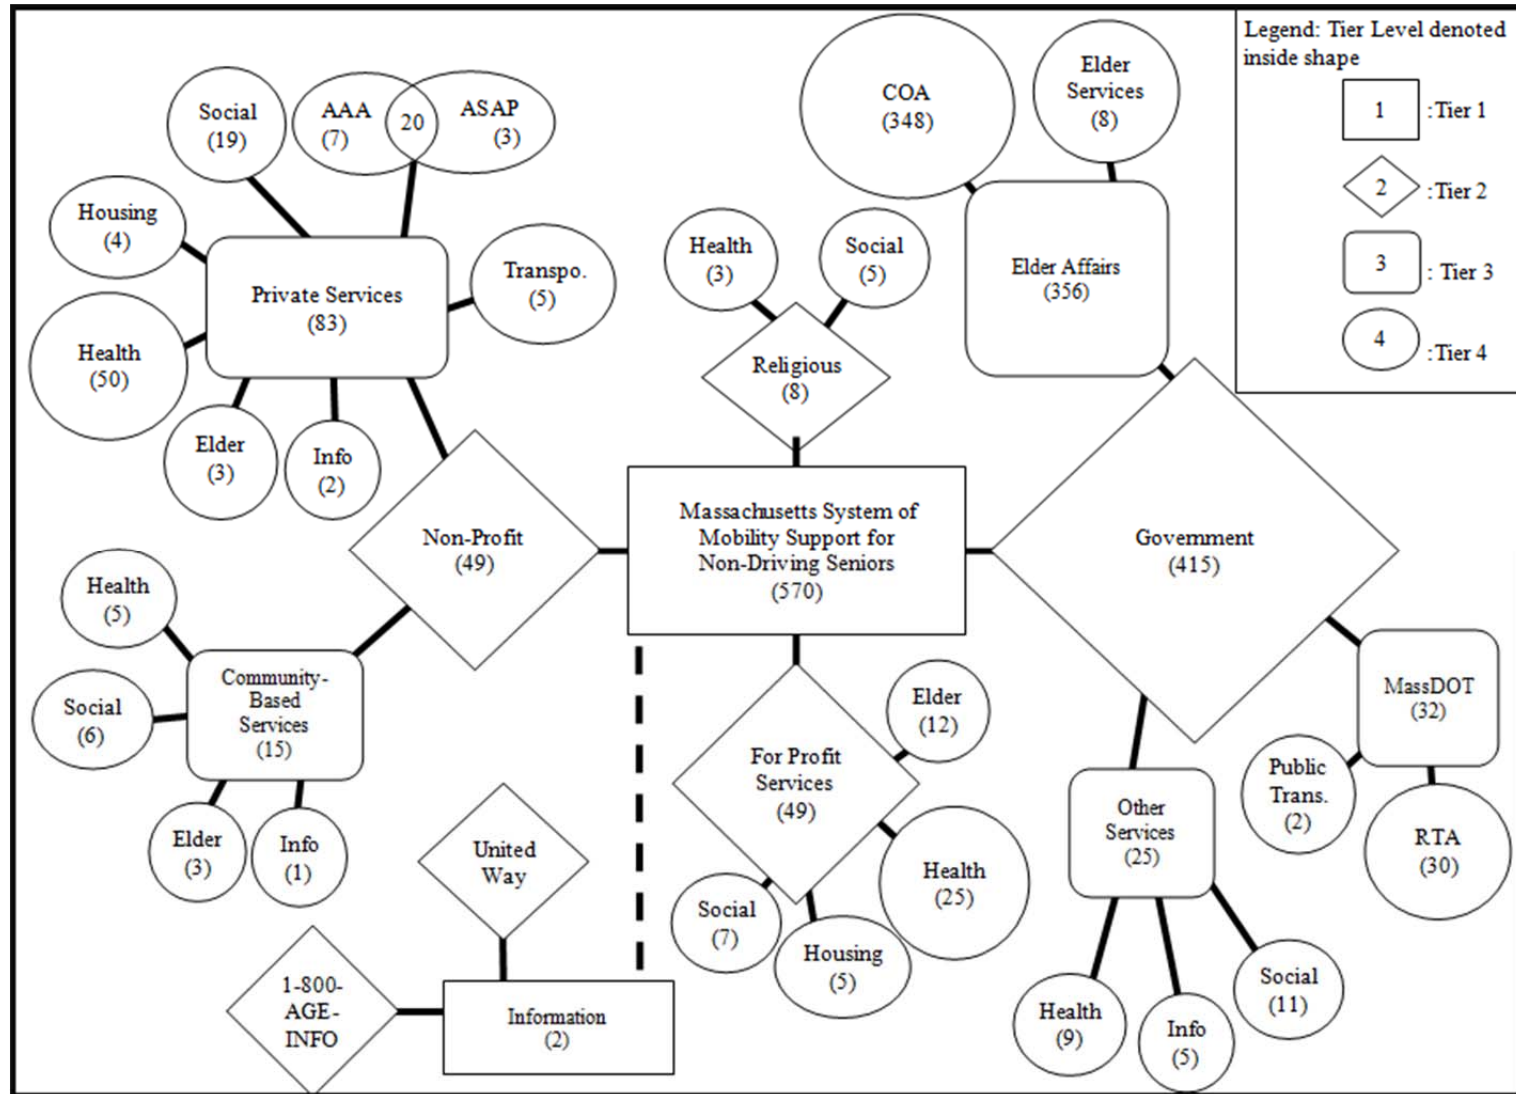 Legend: Tier Level denoted
inside shape
1
:Tier 1
2
:Tier 2
3
: Tier 3
4
:Tier 4
Social
(19)
AAA
(7)
20
ASAP
(3)
Housing
(4)
Transpo.
(5)
Private Services
(83)
Health
(50)
Elder
(3)
Info
(2)
COA
(348)
Elder
Services
(8)
Health
(3)
Social
(5)
Elder Affairs
(356)
Religious
(8)
Non-Profit
(49)
Massachusetts System of
Mobility Support for
Non-Driving Seniors
(570)
Government
(415)
Health
(5)
Community-
Based
Services
(15)
Social
(6)
Elder
(3)
Info
(1)
Elder
(12)
For Profit
Services
(49)
Health
(25)
Social
(7)
Housing
(5)
MassDOT
(32)
Public
Trans.
(2)
RTA
(30)
Other
Services
(25)
Health
(9)
Info
(5)
Social
(11)
United
Way
1-800-
AGE-
INFO
Information
(2)